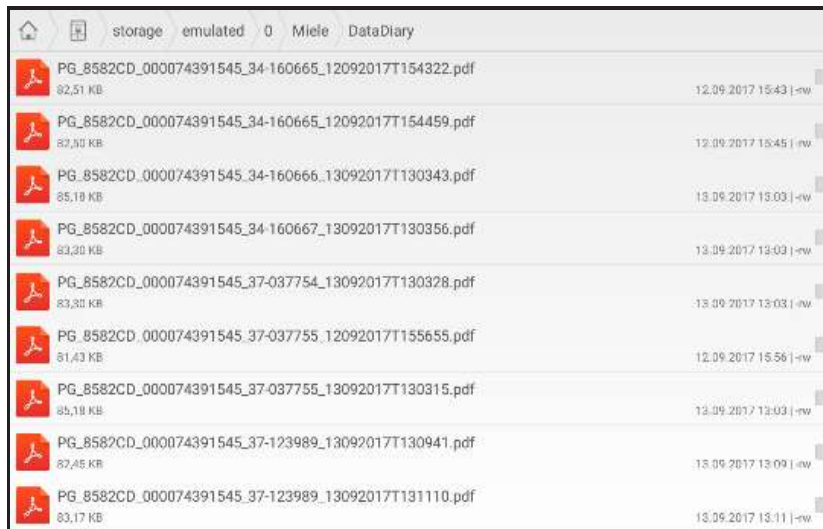 storage emulated 0 Miele DataDiary
PG_8582CD_000074391545_34-160665_12092017T154322.pdf
82,51 KB 12.09.2017 15:43 | -rw
PG_8582CD_000074391545_34-160665_12092017T154459.pdf
82,50 KB 12.09.2017 15:45 | -rw
PG_8582CD_000074391545_34-160666_13092017T130343.pdf
85,18 KB 13.09.2017 13:03 | -rw
PG_8582CD_000074391545_34-160667_13092017T130356.pdf
83,30 KB 13.09.2017 13:03 | -rw
PG_8582CD_000074391545_37-037754_13092017T130328.pdf
83,30 KB 13.09.2017 13:03 | -rw
PG_8582CD_000074391545_37-037755_12092017T155655.pdf
81,43 KB 12.09.2017 15:56 | -rw
PG_8582CD_000074391545_37-037755_13092017T130315.pdf
85,18 KB 13.09.2017 13:03 | -rw
PG_8582CD_000074391545_37-123989_13092017T130941.pdf
82,45 KB 13.09.2017 13:09 | -rw
PG_8582CD_000074391545_37-123989_13092017T131110.pdf
83,17 KB 13.09.2017 13:11 | -rw